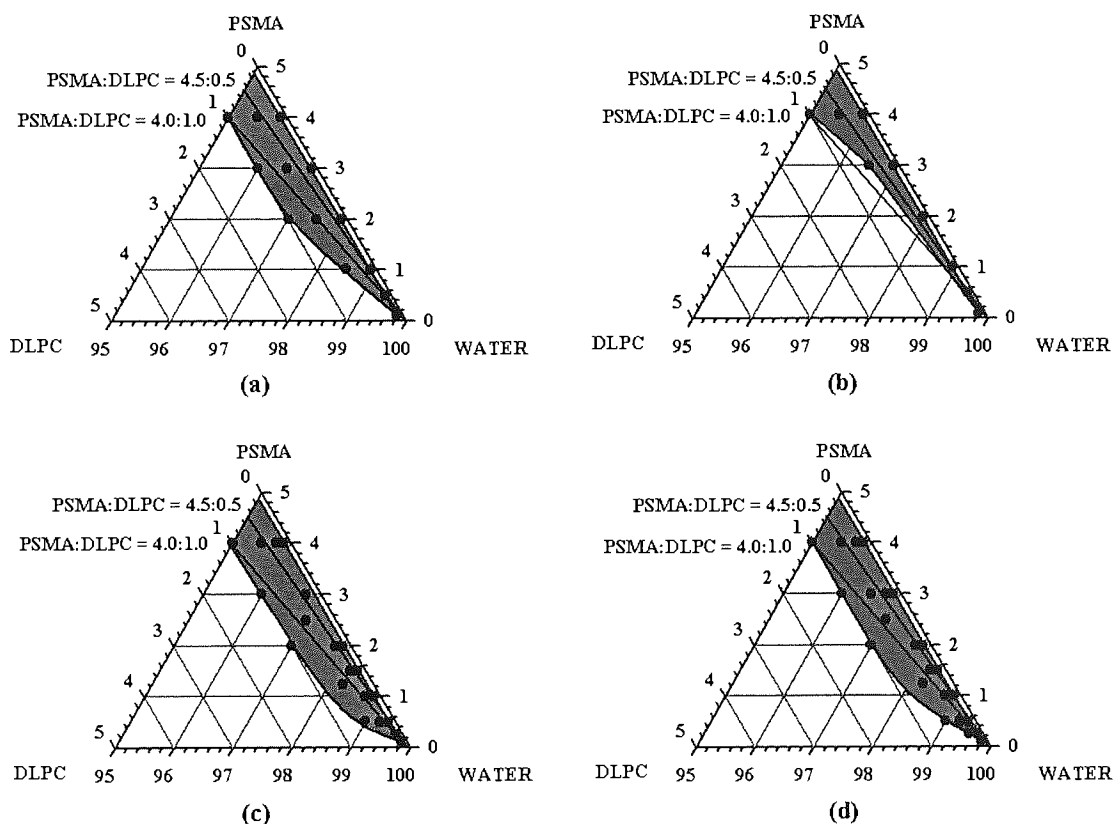 PSMA
0
5
PSMA:DLPC = 4.5:0.5
1
4
PSMA:DLPC = 4.0:1.0
2
3
3
2
4
1
5
0
DLPC 95 96 97 98 99 100 WATER
(a)
PSMA
0
5
PSMA:DLPC = 4.5:0.5
1
4
PSMA:DLPC = 4.0:1.0
2
3
3
2
4
1
5
0
DLPC 95 96 97 98 99 100 WATER
(b)
PSMA
0
5
PSMA:DLPC = 4.5:0.5
1
4
PSMA:DLPC = 4.0:1.0
2
3
3
2
4
1
5
0
DLPC 95 96 97 98 99 100 WATER
(c)
PSMA
0
5
PSMA:DLPC = 4.5:0.5
1
4
PSMA:DLPC = 4.0:1.0
2
3
3
2
4
1
5
0
DLPC 95 96 97 98 99 100 WATER
(d)